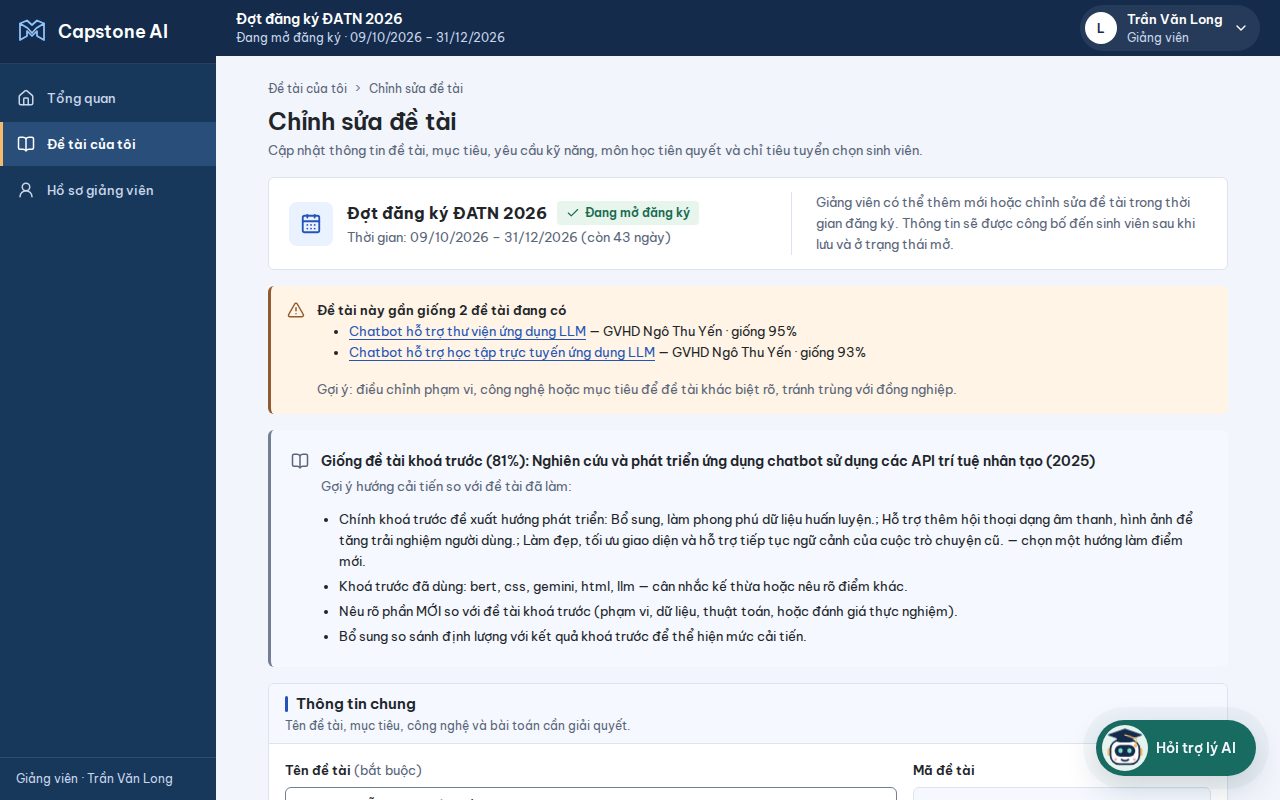 Capstone AI
Đợt đăng ký ĐATN 2026
Đang mở đăng ký · 09/10/2026 – 31/12/2026
L
Trần Văn Long
Giảng viên
Tổng quan
Đề tài của tôi
Hồ sơ giảng viên
Giảng viên · Trần Văn Long
Đề tài của tôi › Chỉnh sửa đề tài
Chỉnh sửa đề tài
Cập nhật thông tin đề tài, mục tiêu, yêu cầu kỹ năng, môn học tiên quyết và chỉ tiêu tuyển chọn sinh viên.
Đợt đăng ký ĐATN 2026
Đang mở đăng ký
Thời gian: 09/10/2026 – 31/12/2026 (còn 43 ngày)
Giảng viên có thể thêm mới hoặc chỉnh sửa đề tài trong thời
gian đăng ký. Thông tin sẽ được công bố đến sinh viên sau khi
lưu và ở trạng thái mở.
Đề tài này gần giống 2 đề tài đang có
• Chatbot hỗ trợ thư viện ứng dụng LLM — GVHD Ngô Thu Yến · giống 95%
• Chatbot hỗ trợ học tập trực tuyến ứng dụng LLM — GVHD Ngô Thu Yến · giống 93%
Gợi ý: điều chỉnh phạm vi, công nghệ hoặc mục tiêu để đề tài khác biệt rõ, tránh trùng với đồng nghiệp.
Giống đề tài khoá trước (81%): Nghiên cứu và phát triển ứng dụng chatbot sử dụng các API trí tuệ nhân tạo (2025)
Gợi ý hướng cải tiến so với đề tài đã làm:
• Chính khoá trước đề xuất hướng phát triển: Bổ sung, làm phong phú dữ liệu huấn luyện.; Hỗ trợ thêm hội thoại dạng âm thanh, hình ảnh để
tăng trải nghiệm người dùng.; Làm đẹp, tối ưu giao diện và hỗ trợ tiếp tục ngữ cảnh của cuộc trò chuyện cũ. — chọn một hướng làm điểm
mới.
• Khoá trước đã dùng: bert, css, gemini, html, llm — cân nhắc kế thừa hoặc nêu rõ điểm khác.
• Nêu rõ phần MỚI so với đề tài khoá trước (phạm vi, dữ liệu, thuật toán, hoặc đánh giá thực nghiệm).
• Bổ sung so sánh định lượng với kết quả khoá trước để thể hiện mức cải tiến.
Thông tin chung
Tên đề tài, mục tiêu, công nghệ và bài toán cần giải quyết.
Tên đề tài (bắt buộc)
Mã đề tài
Hỏi trợ lý AI